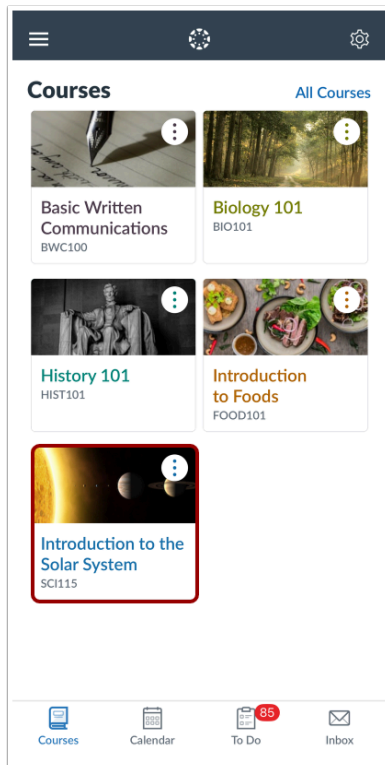 Courses
All Courses
Basic Written
Communications
BWC100
Biology 101
BIO101
History 101
HIST101
Introduction
to Foods
FOOD101
Introduction to the
Solar System
SCI115
85
Courses
Calendar
To Do
Inbox